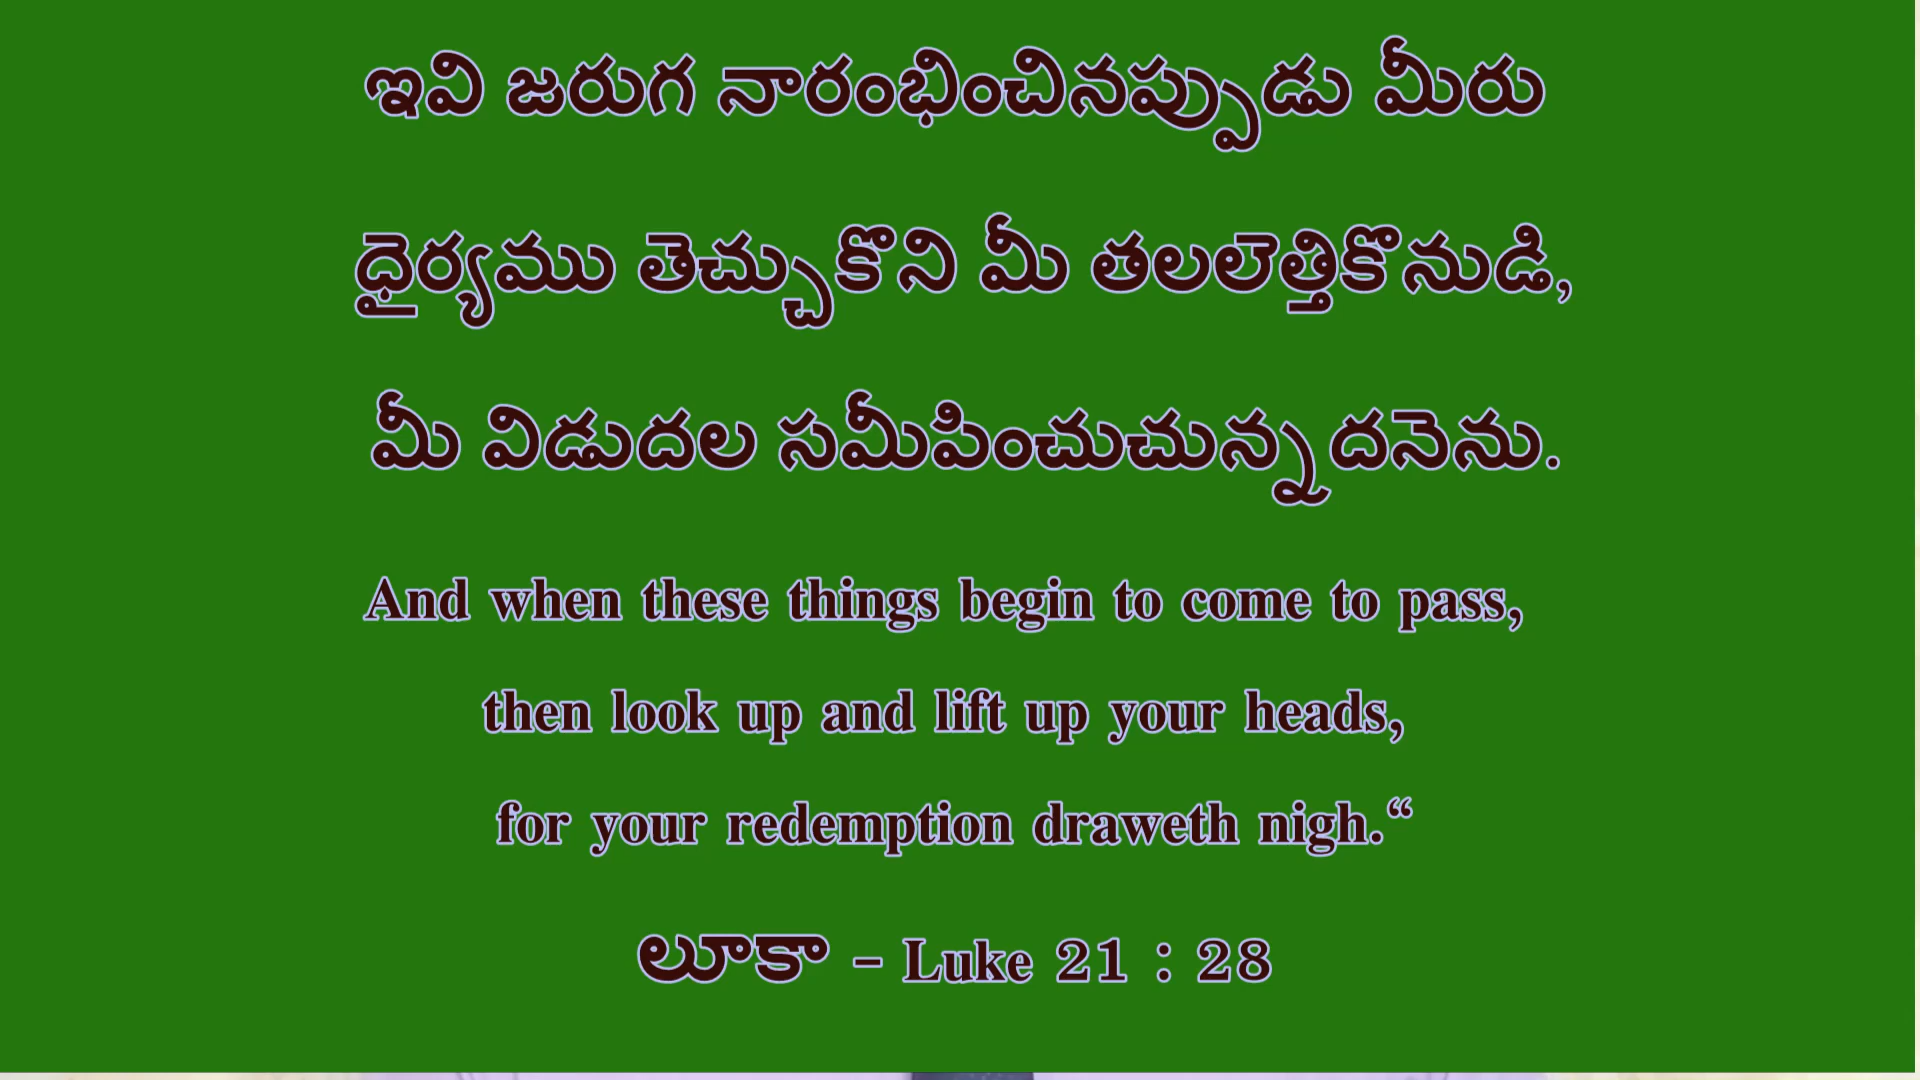 ఇవి జరుగ నారంభించినప్పుడు మీరు
ధైర్యము తెచ్చుకొని మీ తలలెత్తికొనుడి,
మీ విడుదల సమీపించుచున్నదనెను.
And when these things begin to come to pass,
then look up and lift up your heads,
for your redemption draweth nigh.“
లూకా - Luke 21 : 28